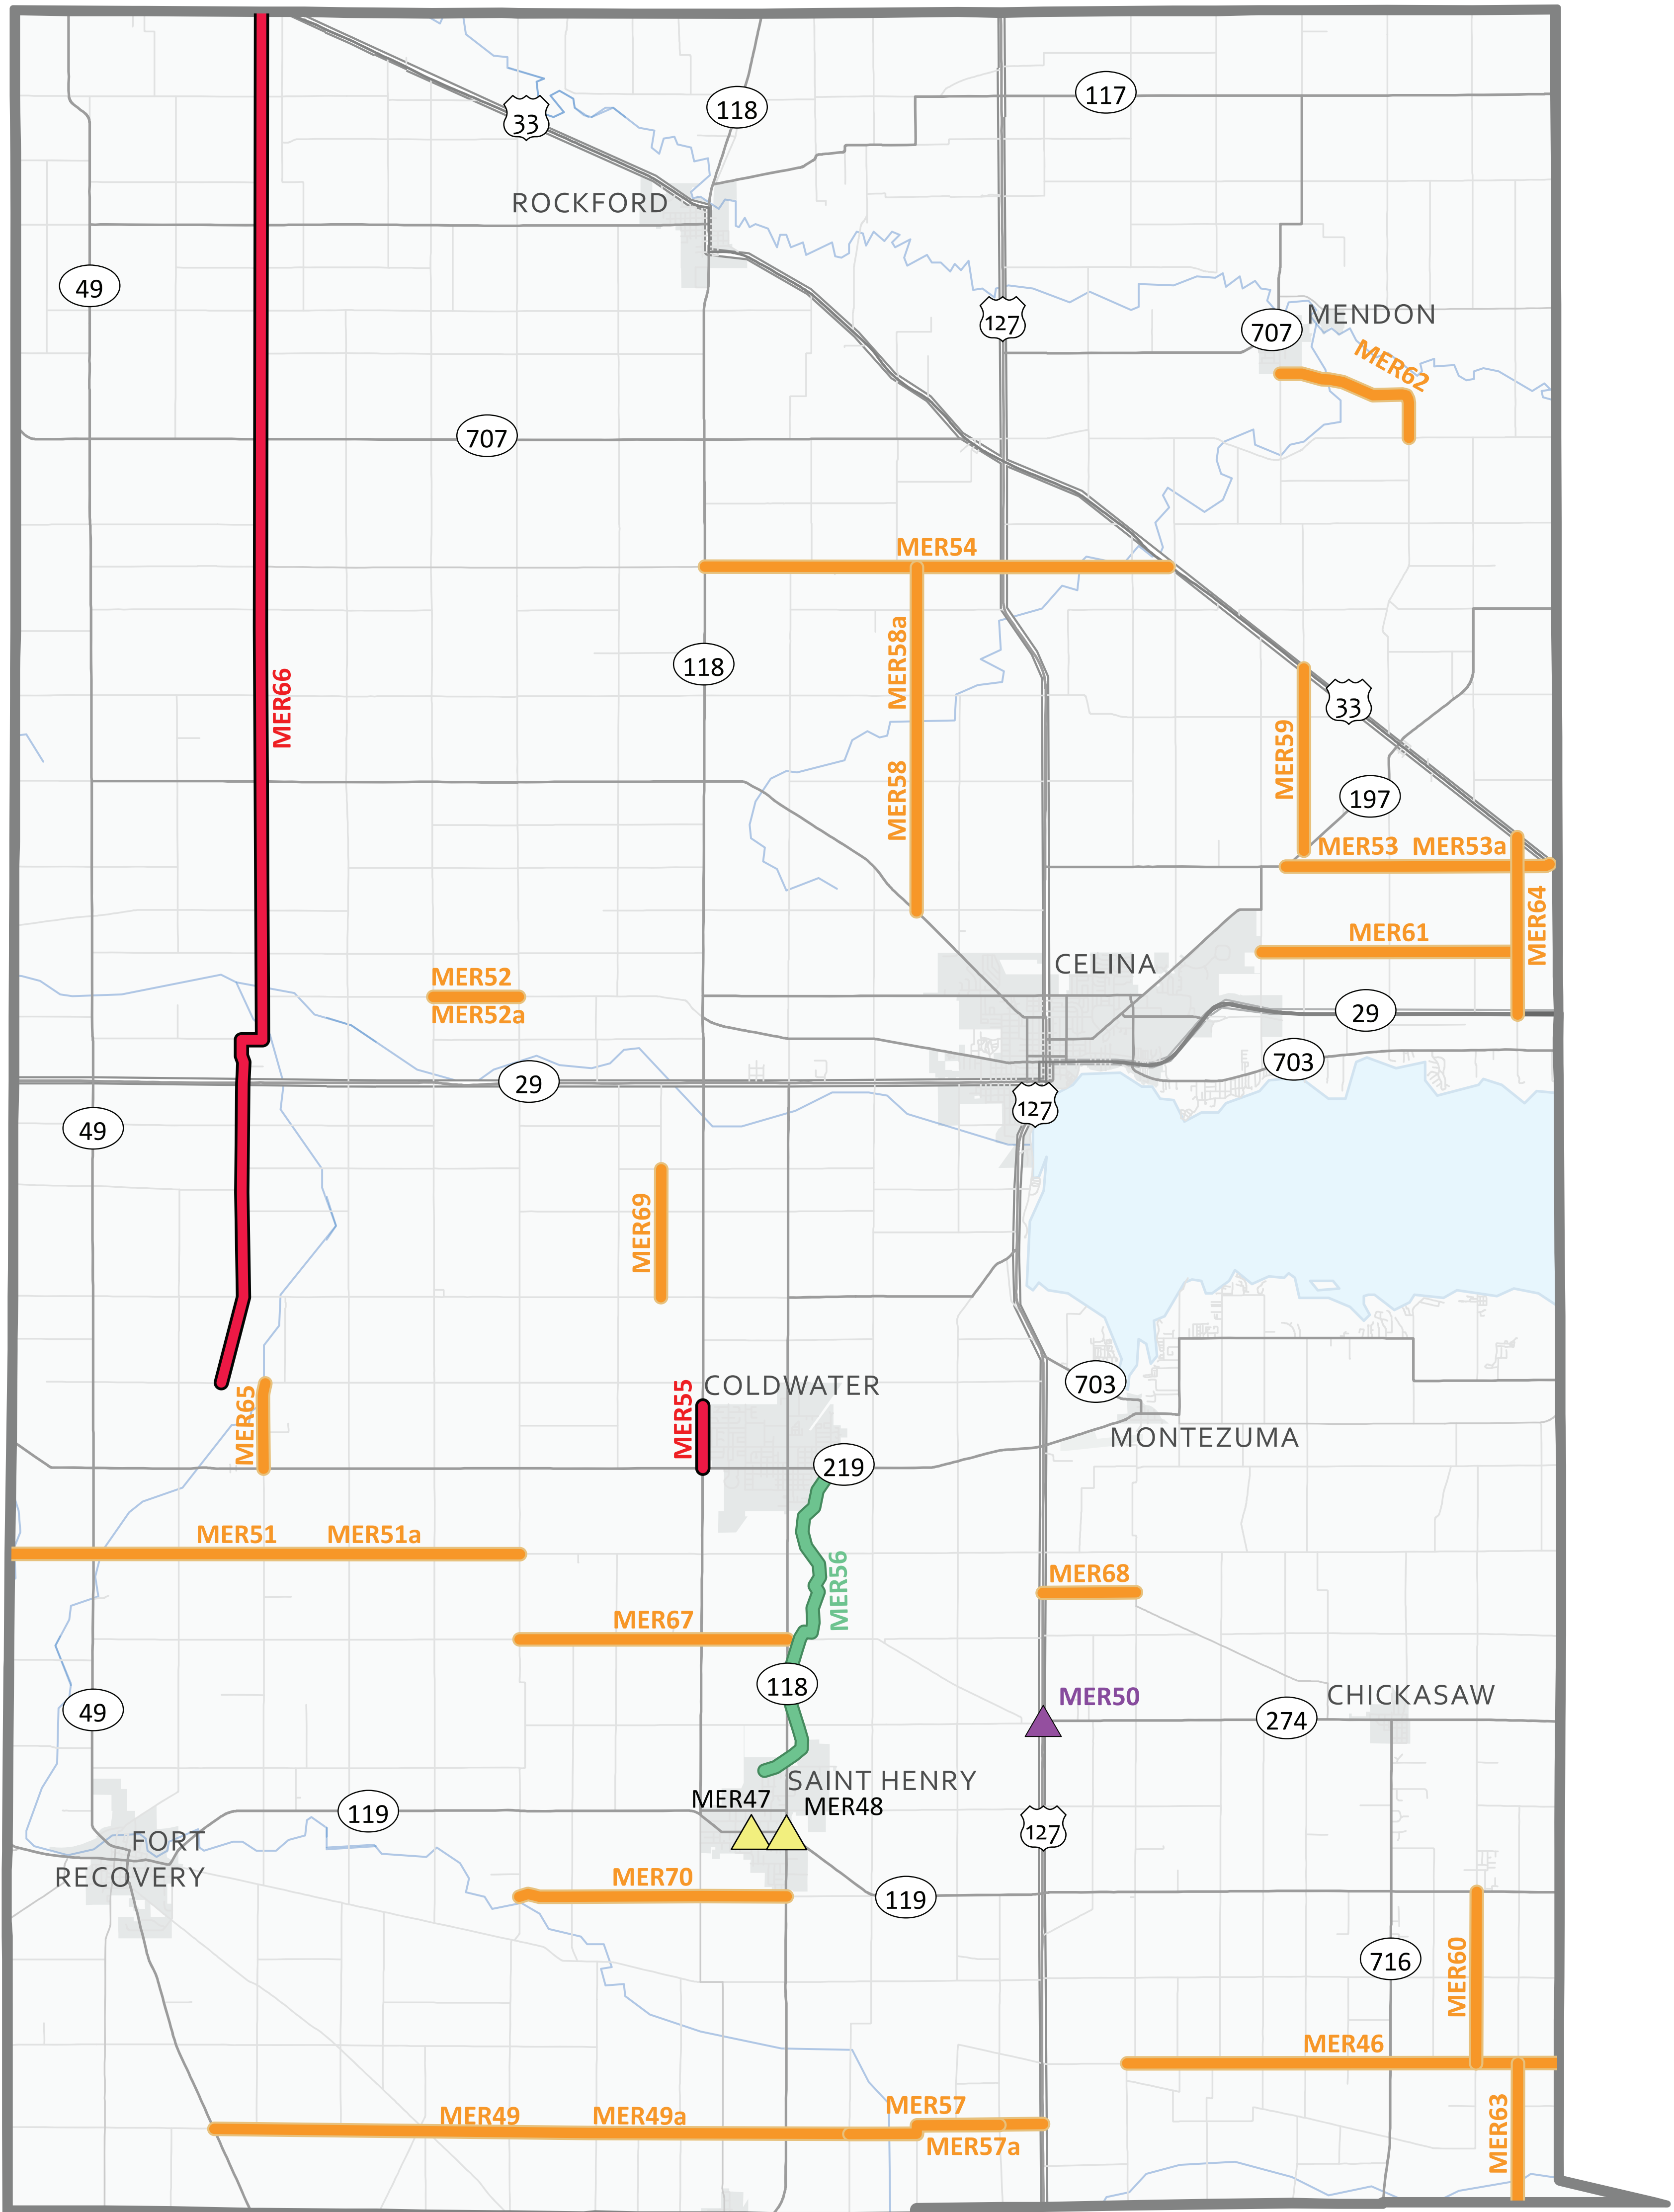 117
118
33
ROCKFORD
49
127
MENDON
707
MER62
707
MER54
MER58a
118
MER66
33
MER59
MER58
197
MER53 MER53a
MER64
MER61
CELINA
MER52
MER52a
29
703
29
127
49
MER69
703
COLDWATER
MER55
MER65
MONTEZUMA
219
MER51 MER51a
MER56
MER68
MER67
118
MER50
CHICKASAW
49
274
SAINT HENRY
MER47
MER48
119
127
FORT
RECOVERY
MER70
119
MER60
716
MER46
MER57
MER49 MER49a
MER63
MER57a